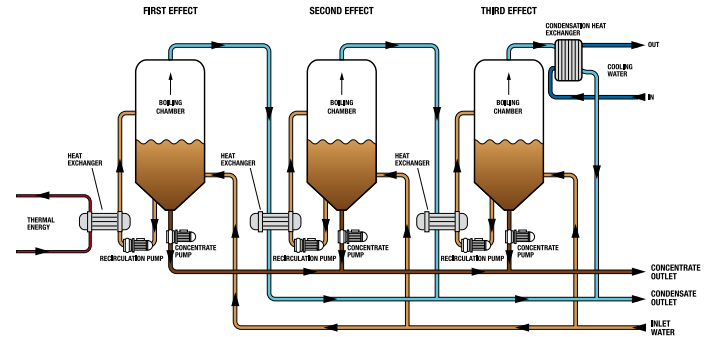 FIRST EFFECT
SECOND EFFECT
THIRD EFFECT
CONDENSATION HEAT
EXCHANGER
OUT
COOLING
WATER
IN
BOILING
CHAMBER
BOILING
CHAMBER
BOILING
CHAMBER
HEAT
EXCHANGER
HEAT
EXCHANGER
HEAT
EXCHANGER
THERMAL
ENERGY
RECIRCULATION PUMP
CONCENTRATE
PUMP
RECIRCULATION PUMP
CONCENTRATE
PUMP
RECIRCULATION PUMP
CONCENTRATE
PUMP
CONCENTRATE
OUTLET
CONDENSATE
OUTLET
INLET
WATER